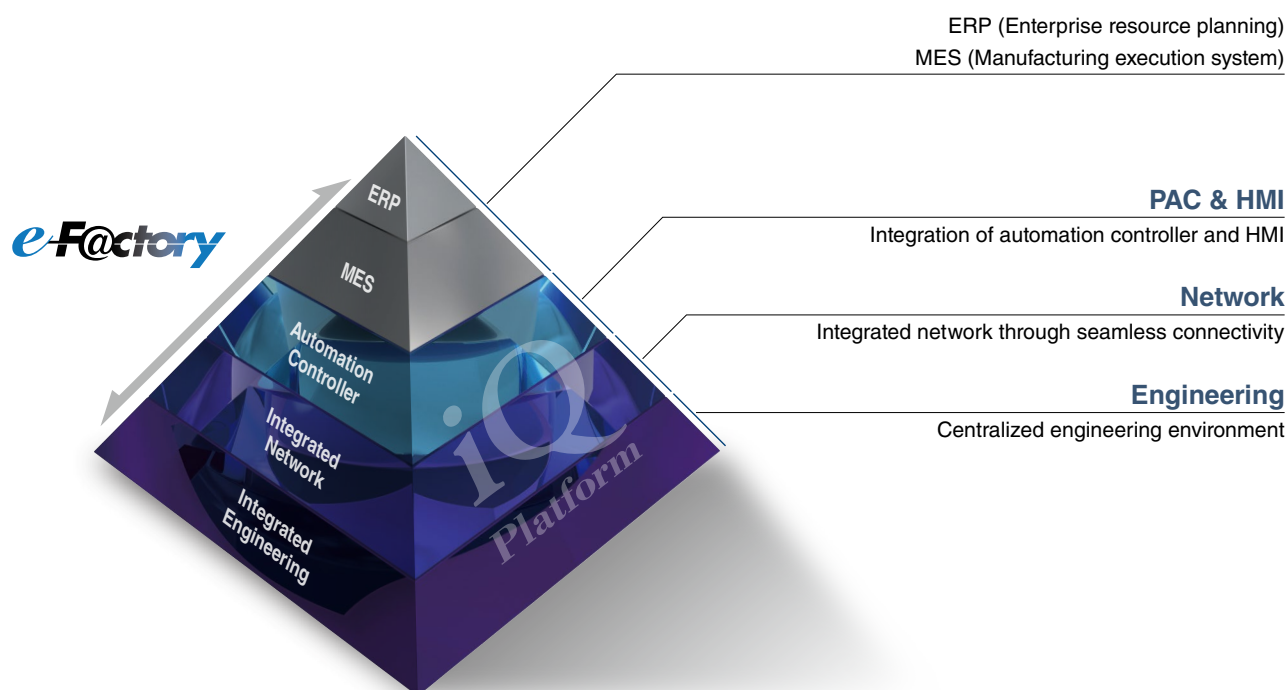 ERP (Enterprise resource planning)
MES (Manufacturing execution system)
PAC & HMI
Integration of automation controller and HMI
Network
Integrated network through seamless connectivity
Engineering
Centralized engineering environment
e-F@ctory
ERP
MES
Automation
Controller
Integrated
Network
Integrated
Engineering
iQ
Platform